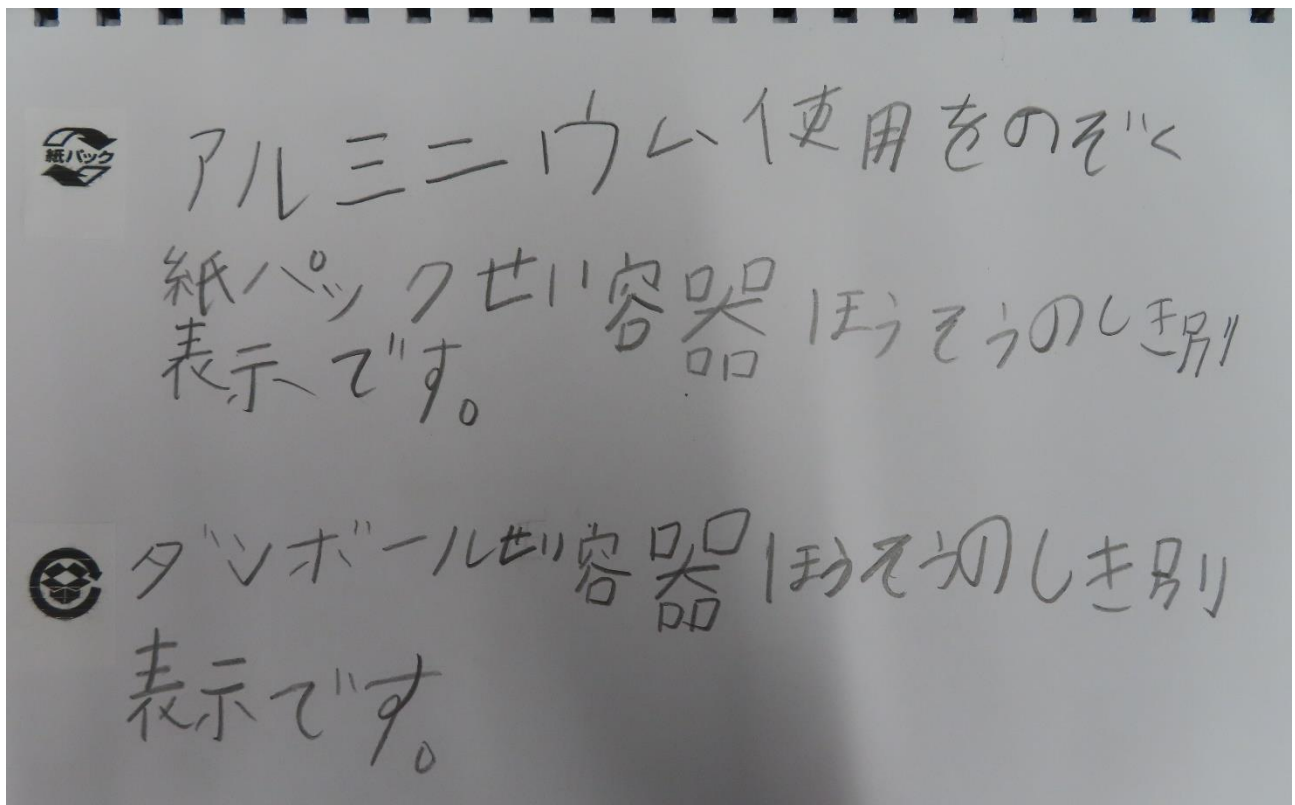 紙パック
アルミニウム使用をのぞく
紙パックせい容器ほうそうのしき別
表示です。
ダンボールせい容器ほうそうのしき別
表示です。